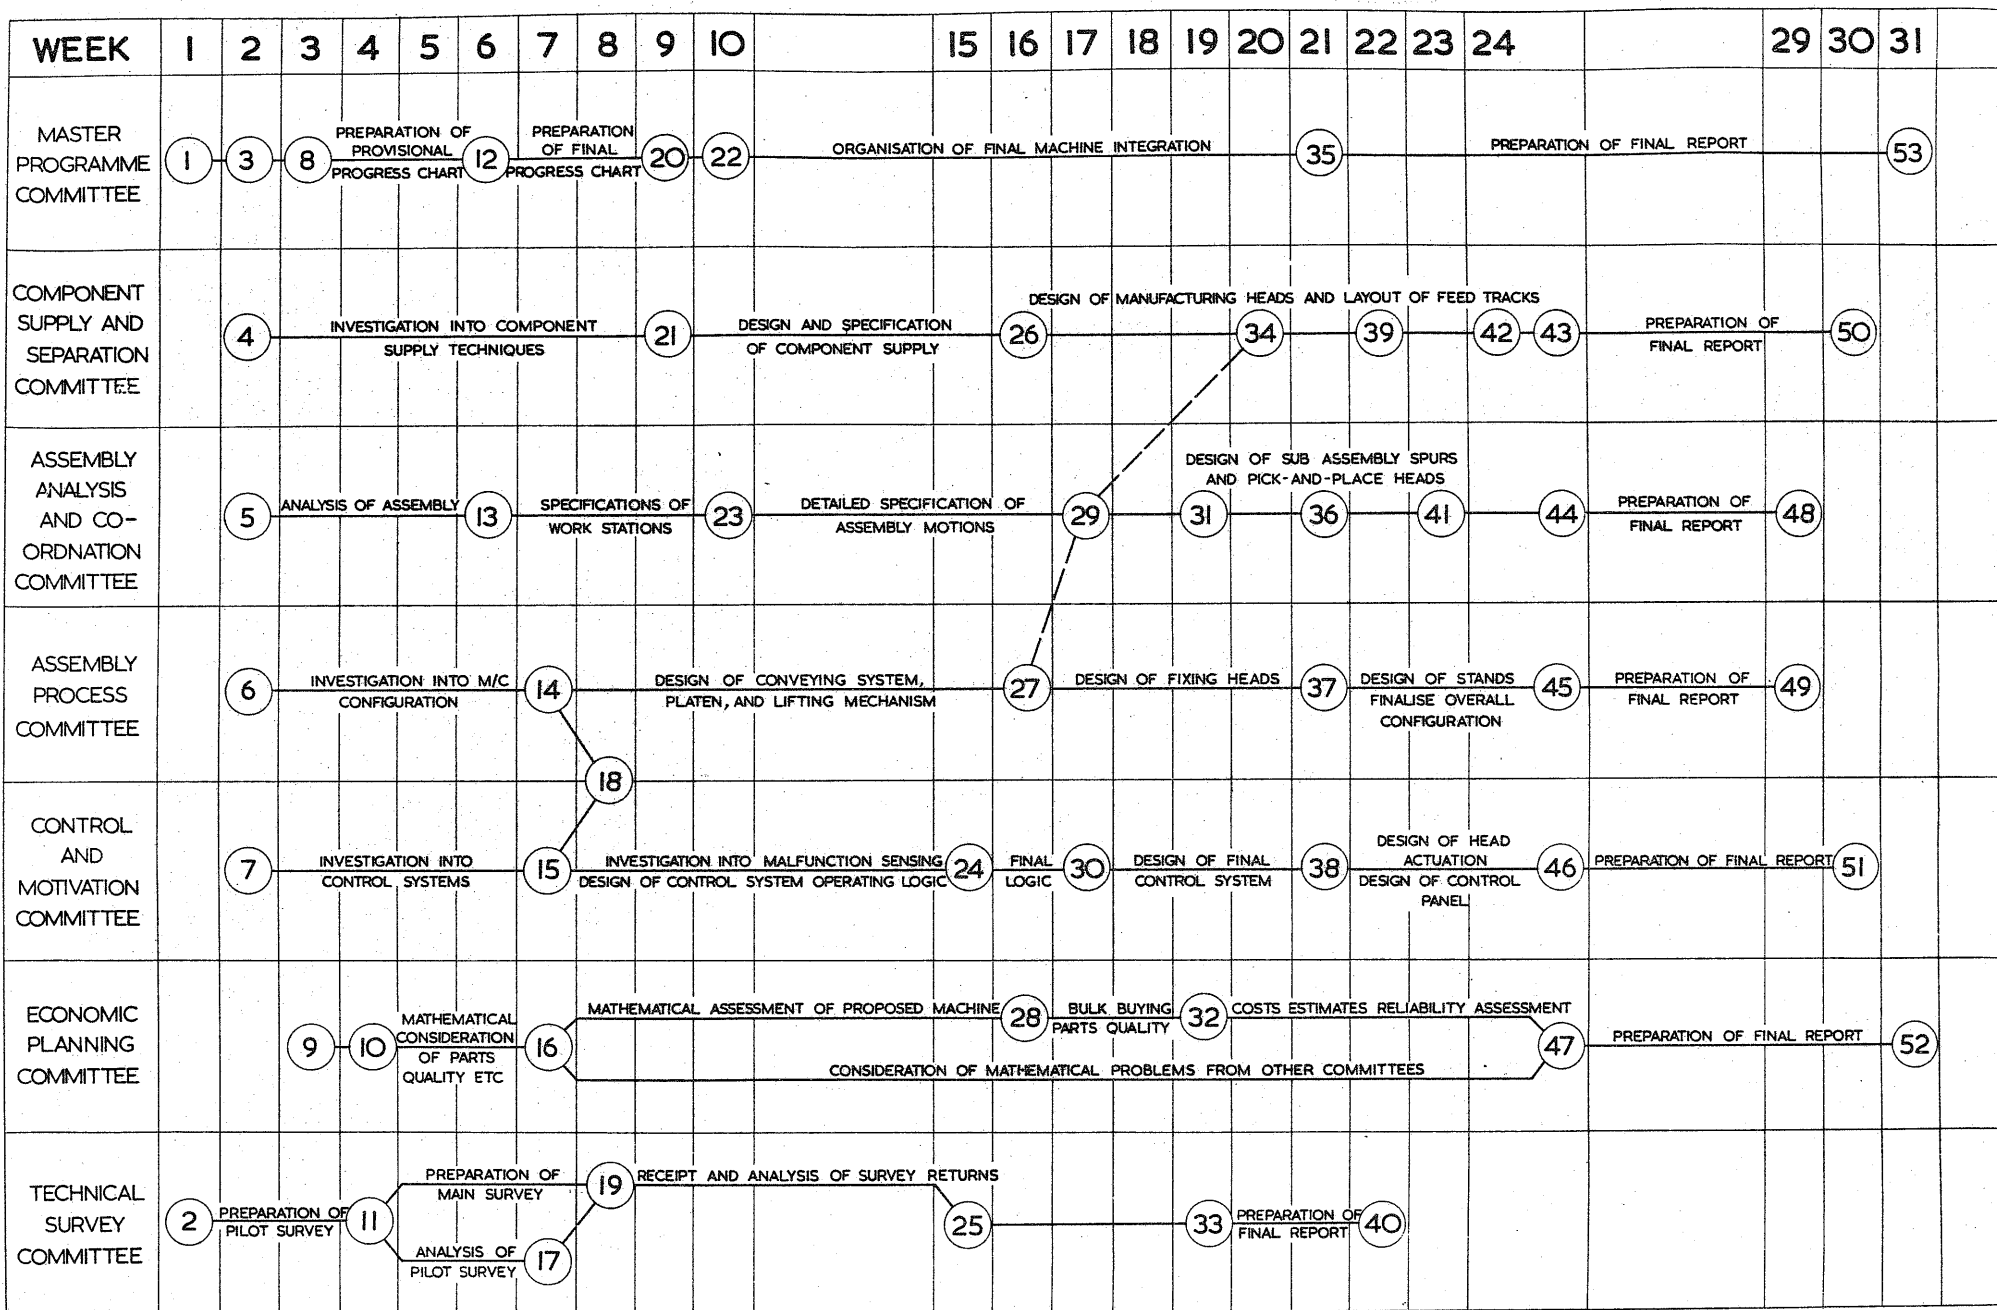 WEEK 1 2 3 4 5 6 7 8 9 10 15 16 17 18 19 20 21 22 23 24 29 30 31
MASTER
PROGRAMME
COMMITTEE
1 3 8
PREPARATION OF
PROVISIONAL
PROGRESS CHART
12
PREPARATION
OF FINAL
PROGRESS CHART
20 22
ORGANISATION OF FINAL MACHINE INTEGRATION
35
PREPARATION OF FINAL REPORT
53
COMPONENT
SUPPLY AND
SEPARATION
COMMITTEE
4
INVESTIGATION INTO COMPONENT
SUPPLY TECHNIQUES
21
DESIGN AND SPECIFICATION
OF COMPONENT SUPPLY
26
DESIGN OF MANUFACTURING HEADS AND LAYOUT OF FEED TRACKS
34 39 42 43
PREPARATION OF
FINAL REPORT
50
ASSEMBLY
ANALYSIS
AND CO-
ORDNATION
COMMITTEE
5
ANALYSIS OF ASSEMBLY
13
SPECIFICATIONS OF
WORK STATIONS
23
DETAILED SPECIFICATION OF
ASSEMBLY MOTIONS
29
DESIGN OF SUB ASSEMBLY SPURS
AND PICK-AND-PLACE HEADS
31 36 41 44
PREPARATION OF
FINAL REPORT
48
ASSEMBLY
PROCESS
COMMITTEE
6
INVESTIGATION INTO M/C
CONFIGURATION
14
DESIGN OF CONVEYING SYSTEM,
PLATEN, AND LIFTING MECHANISM
27
DESIGN OF FIXING HEADS
37
DESIGN OF STANDS
FINALISE OVERALL
CONFIGURATION
45
PREPARATION OF
FINAL REPORT
49
18
CONTROL
AND
MOTIVATION
COMMITTEE
7
INVESTIGATION INTO
CONTROL SYSTEMS
15
INVESTIGATION INTO MALFUNCTION SENSING
DESIGN OF CONTROL SYSTEM OPERATING LOGIC
24
FINAL
LOGIC
30
DESIGN OF FINAL
CONTROL SYSTEM
38
DESIGN OF HEAD
ACTUATION
DESIGN OF CONTROL
PANEL
46
PREPARATION OF FINAL REPORT
51
ECONOMIC
PLANNING
COMMITTEE
9 10
MATHEMATICAL
CONSIDERATION
OF PARTS
QUALITY ETC
16
MATHEMATICAL ASSESSMENT OF PROPOSED MACHINE
28
BULK BUYING
PARTS QUALITY
32
COSTS ESTIMATES RELIABILITY ASSESSMENT
CONSIDERATION OF MATHEMATICAL PROBLEMS FROM OTHER COMMITTEES
47
PREPARATION OF FINAL REPORT
52
TECHNICAL
SURVEY
COMMITTEE
2
PREPARATION OF
PILOT SURVEY
11
PREPARATION OF
MAIN SURVEY
ANALYSIS OF
PILOT SURVEY
17
19
RECEIPT AND ANALYSIS OF SURVEY RETURNS
25
33
PREPARATION OF
FINAL REPORT
40